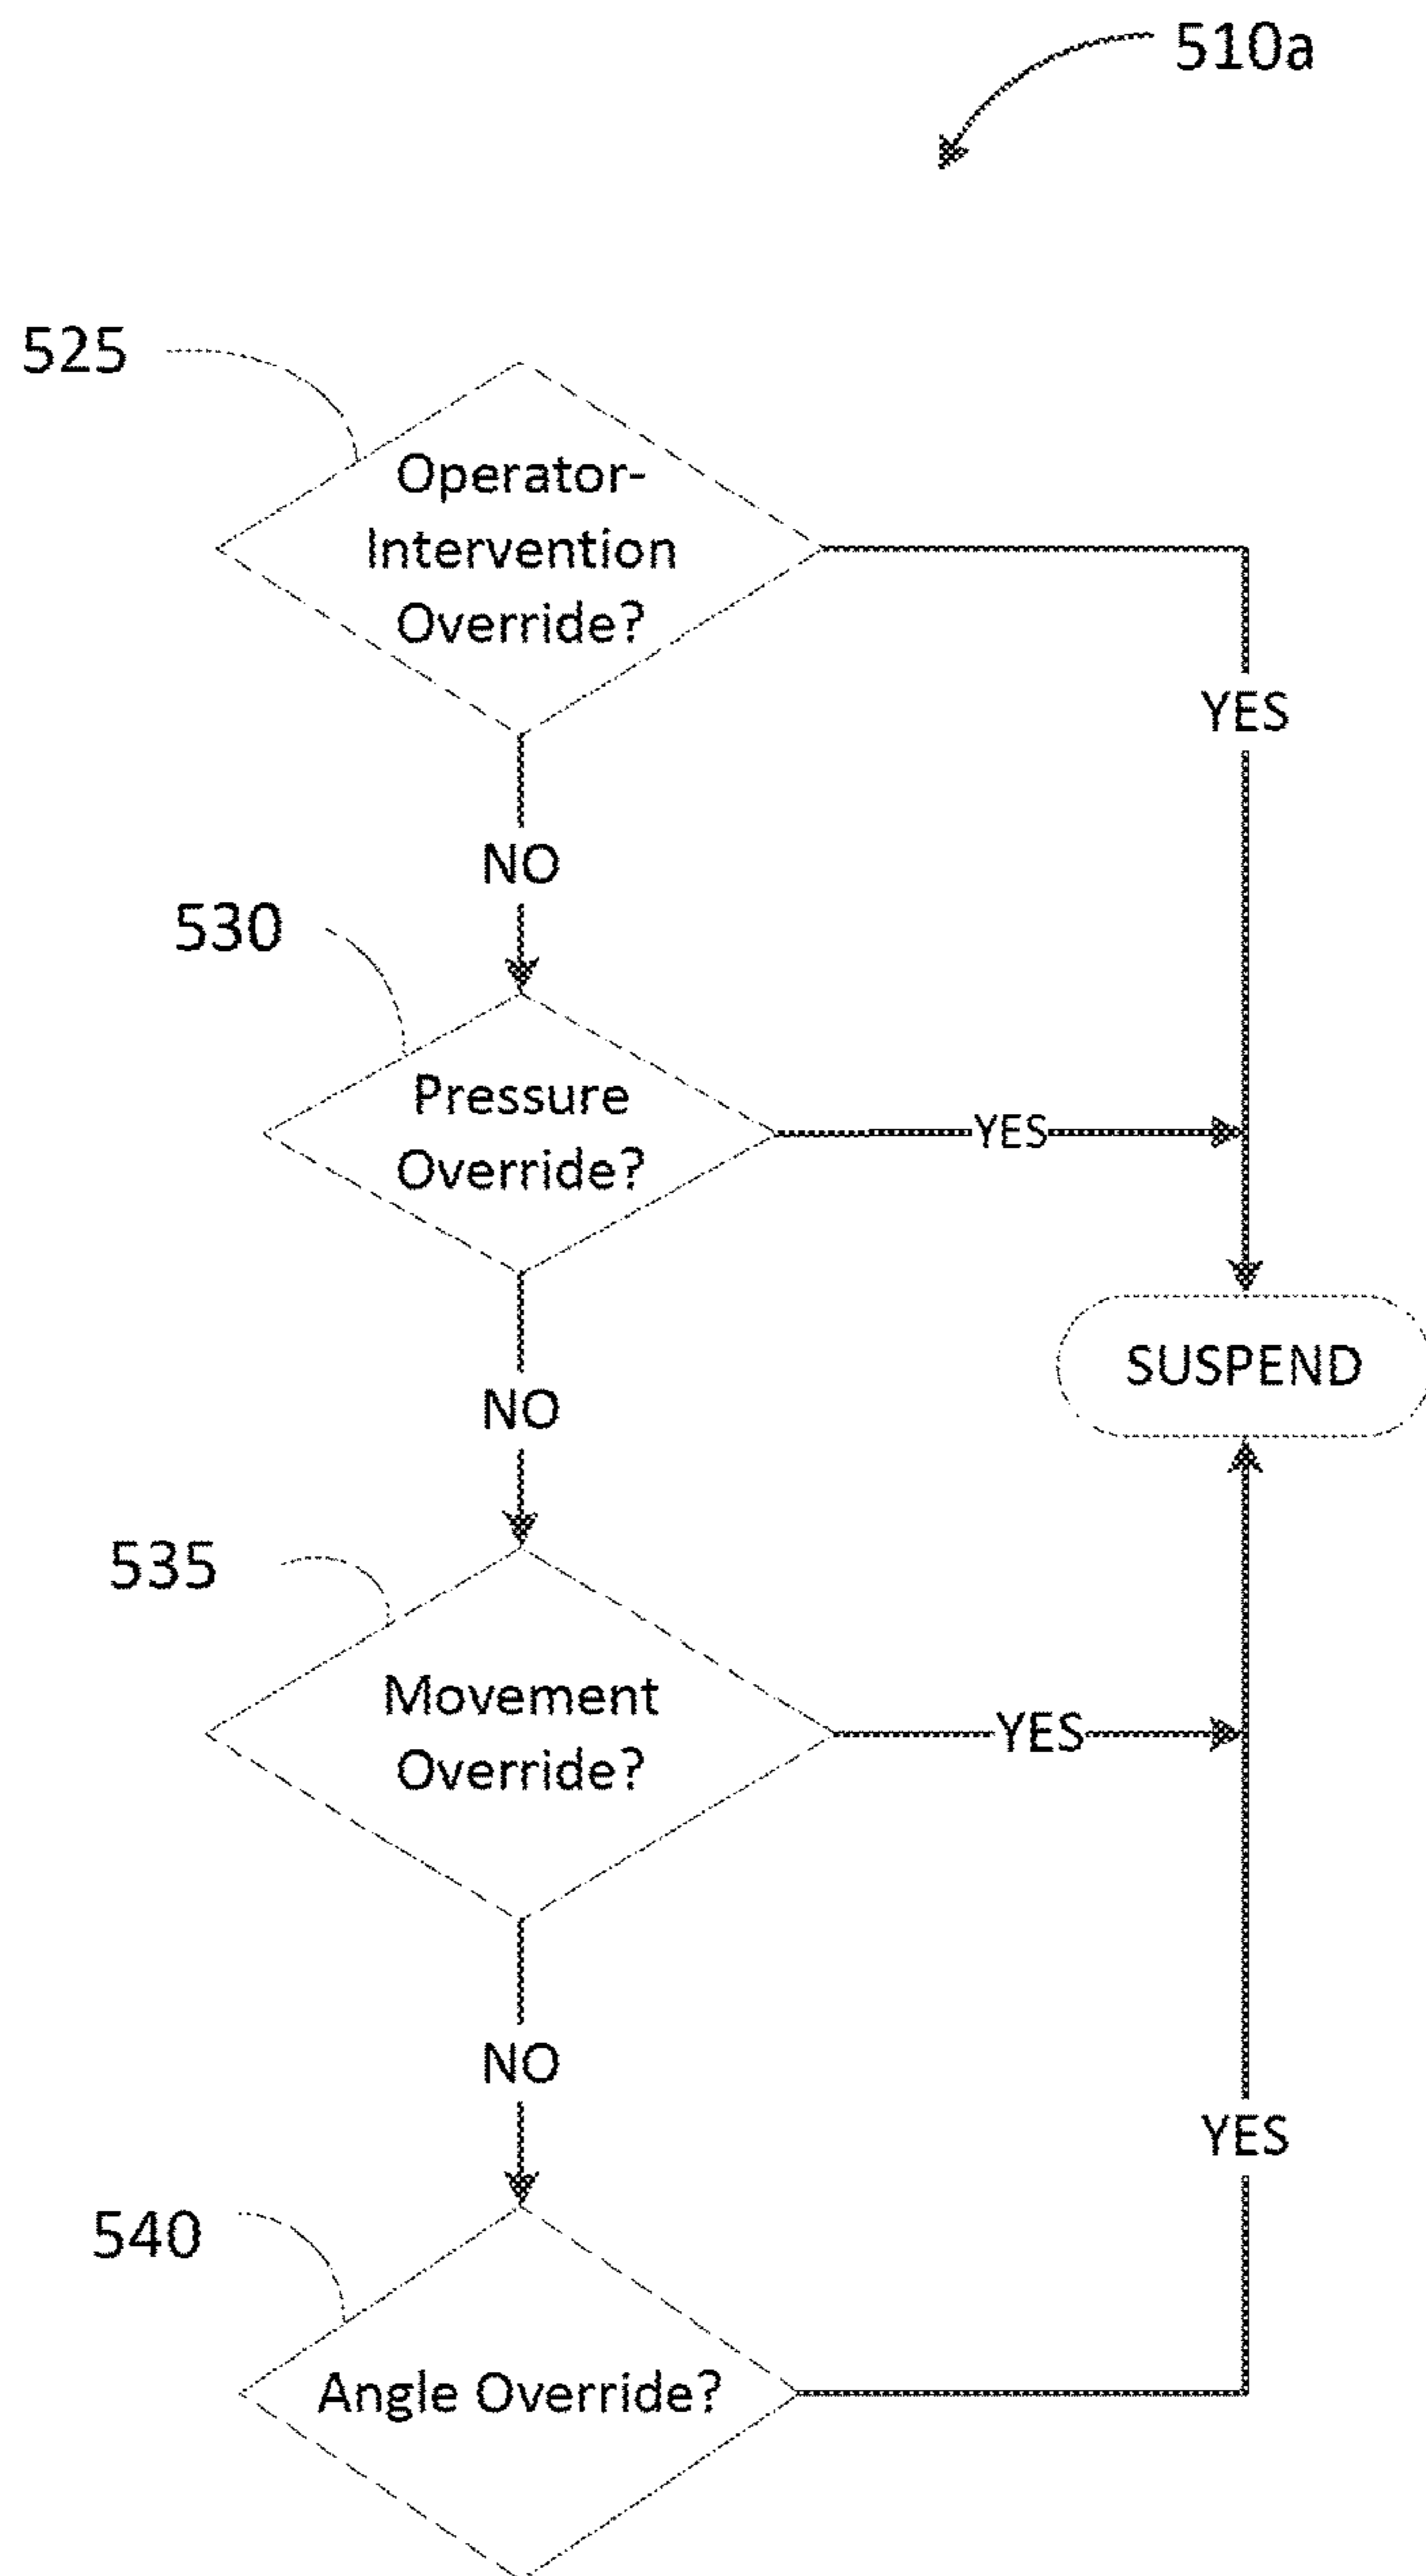 510a
525
Operator-
Intervention
Override?
YES
NO
530
Pressure
Override?
YES
SUSPEND
NO
535
Movement
Override?
YES
NO
YES
540
Angle Override?